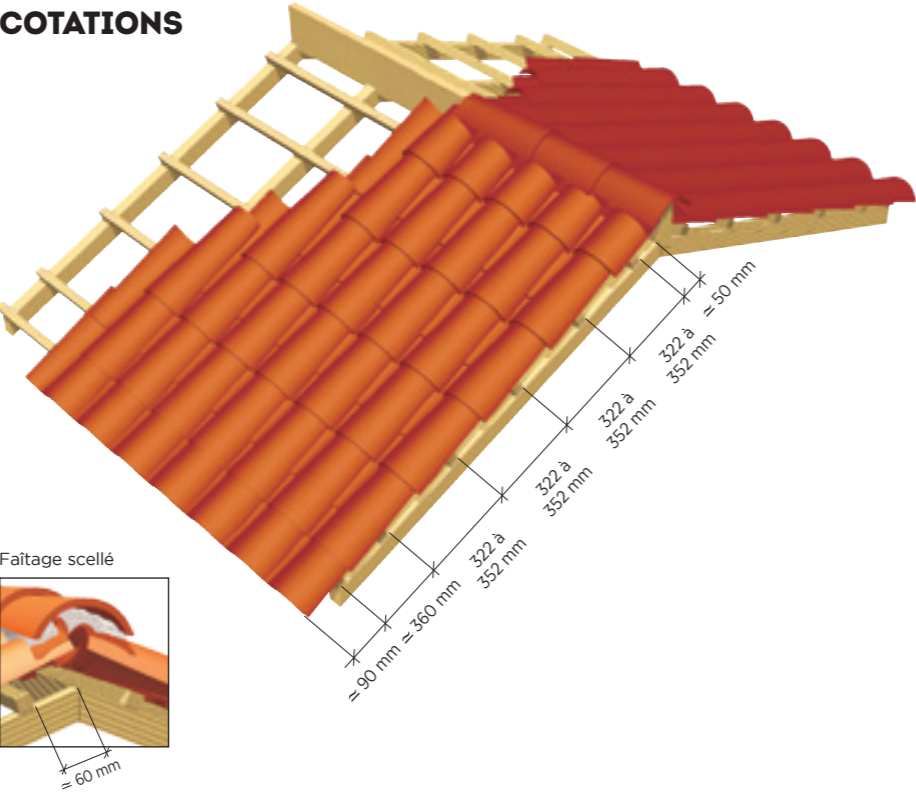 COTATIONS
≃ 50 mm
322 à
352 mm
322 à
352 mm
322 à
352 mm
322 à
352 mm
≃ 360 mm
≃ 90 mm
Faîtage scellé
≃ 60 mm